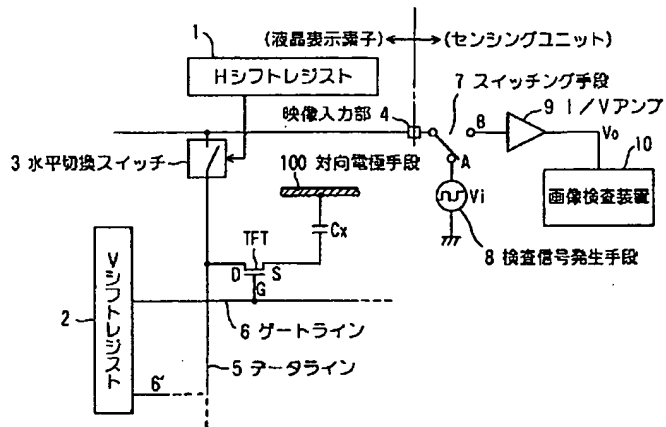 (液晶表示素子)
(センシングユニット)
1
Hシフトレジスト
7 スイッチング手段
映像入力部 4
B
9 I/Vアンプ
Vo
10
3 水平切換スイッチ
100 対向電極手段
A
画像検査装置
Vi
Cx
TFT
8 検査信号発生手段
D
S
G
2
Vシフトレジスト
6 ゲートライン
5 データライン
6'